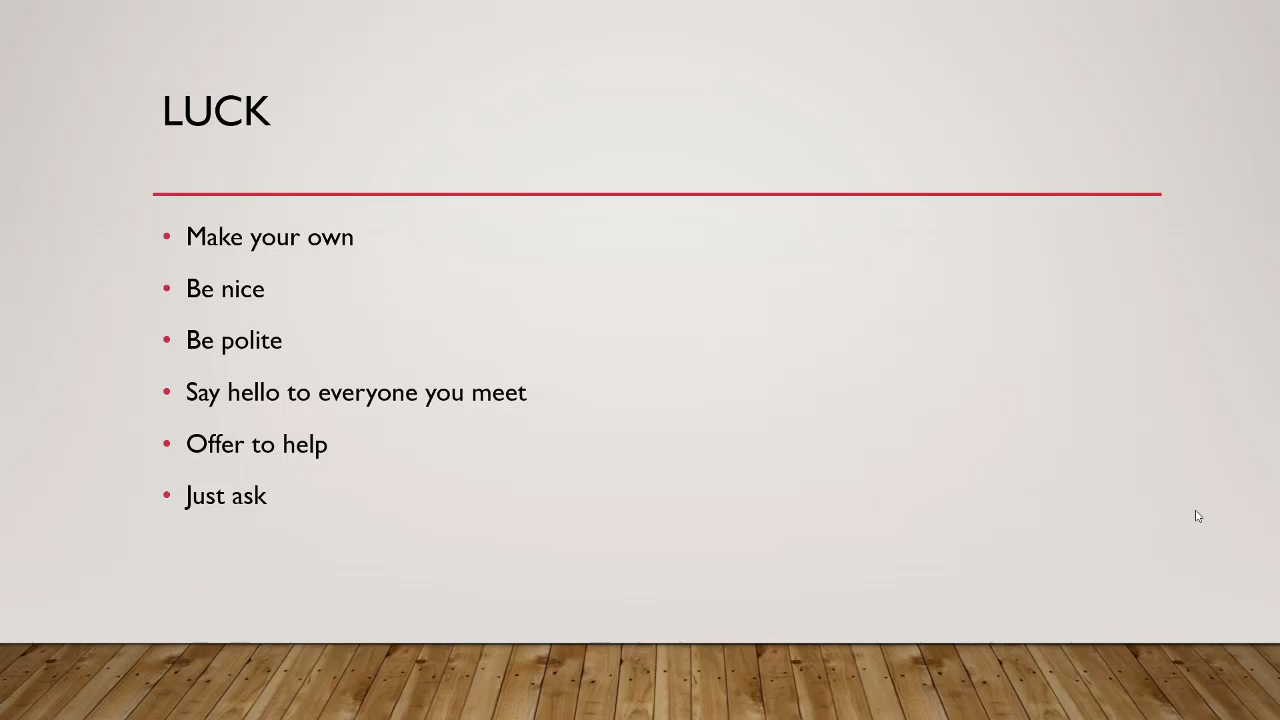 LUCK
Make your own
Be nice
Be polite
Say hello to everyone you meet
Offer to help
Just ask